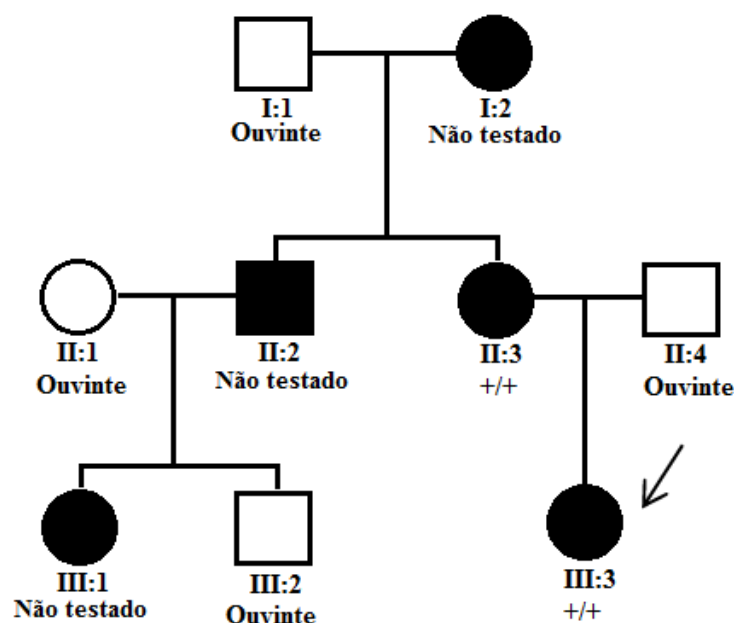 I:1
Ouvinte
I:2
Não testado
II:1
Ouvinte
II:2
Não testado
II:3
+/+
II:4
Ouvinte
III:1
Não testado
III:2
Ouvinte
III:3
+/+